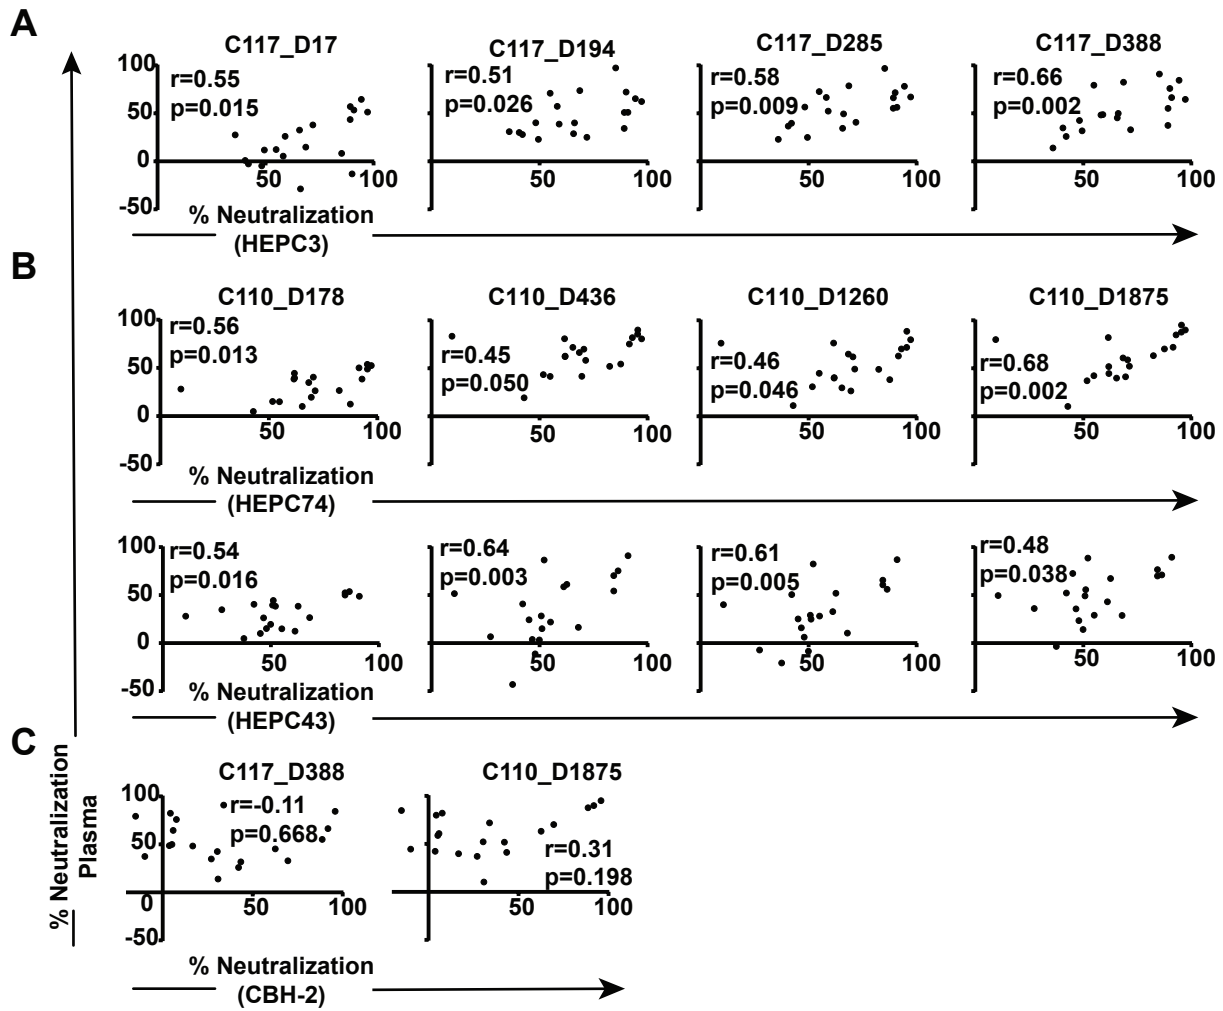 A
C117_D17
C117_D194
C117_D285
C117_D388
100
50
0
-50
r=0.55
p=0.015
50
100
r=0.51
p=0.026
50
100
r=0.58
p=0.009
50
100
r=0.66
p=0.002
50
100
% Neutralization
(HEPC3)
B
C110_D178
C110_D436
C110_D1260
C110_D1875
100
50
0
-50
r=0.56
p=0.013
50
100
r=0.45
p=0.050
50
100
r=0.46
p=0.046
50
100
r=0.68
p=0.002
50
100
% Neutralization
(HEPC74)
100
50
0
-50
r=0.54
p=0.016
50
100
r=0.64
p=0.003
50
100
r=0.61
p=0.005
50
100
r=0.48
p=0.038
50
100
% Neutralization
(HEPC43)
C
% Neutralization
Plasma
C117_D388
C110_D1875
100
50
0
-50
r=-0.11
p=0.668
50
100
r=0.31
p=0.198
50
100
% Neutralization
(CBH-2)